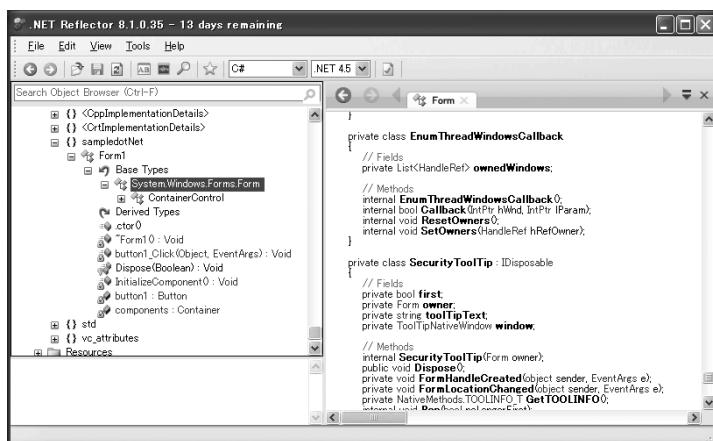 .NET Reflector 8.1.0.35 - 13 days remaining
File Edit View Tools Help
C# .NET 4.5
Search Object Browser (Ctrl-F)
{} <CppImplementationDetails>
{} <CrtImplementationDetails>
{} sampledotNet
Form1
Base Types
System.Windows.Forms.Form
ContainerControl
Derived Types
.ctor()
~Form1() : Void
button1_Click(Object, EventArgs) : Void
Dispose(Boolean) : Void
InitializeComponent() : Void
button1 : Button
components : Container
{} std
{} vc_attributes
Resources
Form
}
private class EnumThreadWindowsCallback
{
// Fields
private List<HandleRef> ownedWindows;
// Methods
internal EnumThreadWindowsCallback();
internal bool Callback(IntPtr hWnd, IntPtr lParam);
internal void ResetOwners();
internal void SetOwners(HandleRef hRefOwner);
}
private class SecurityToolTip : IDisposable
{
// Fields
private bool first;
private Form owner;
private string toolTipText;
private ToolTipNativeWindow window;
// Methods
internal SecurityToolTip(Form owner);
public void Dispose();
private void FormHandleCreated(object sender, EventArgs e);
private void FormLocationChanged(object sender, EventArgs e);
private NativeMethods.TOOLINFO_T GetTOOLINFO();
internal void Pop(bool noLongerFirst);